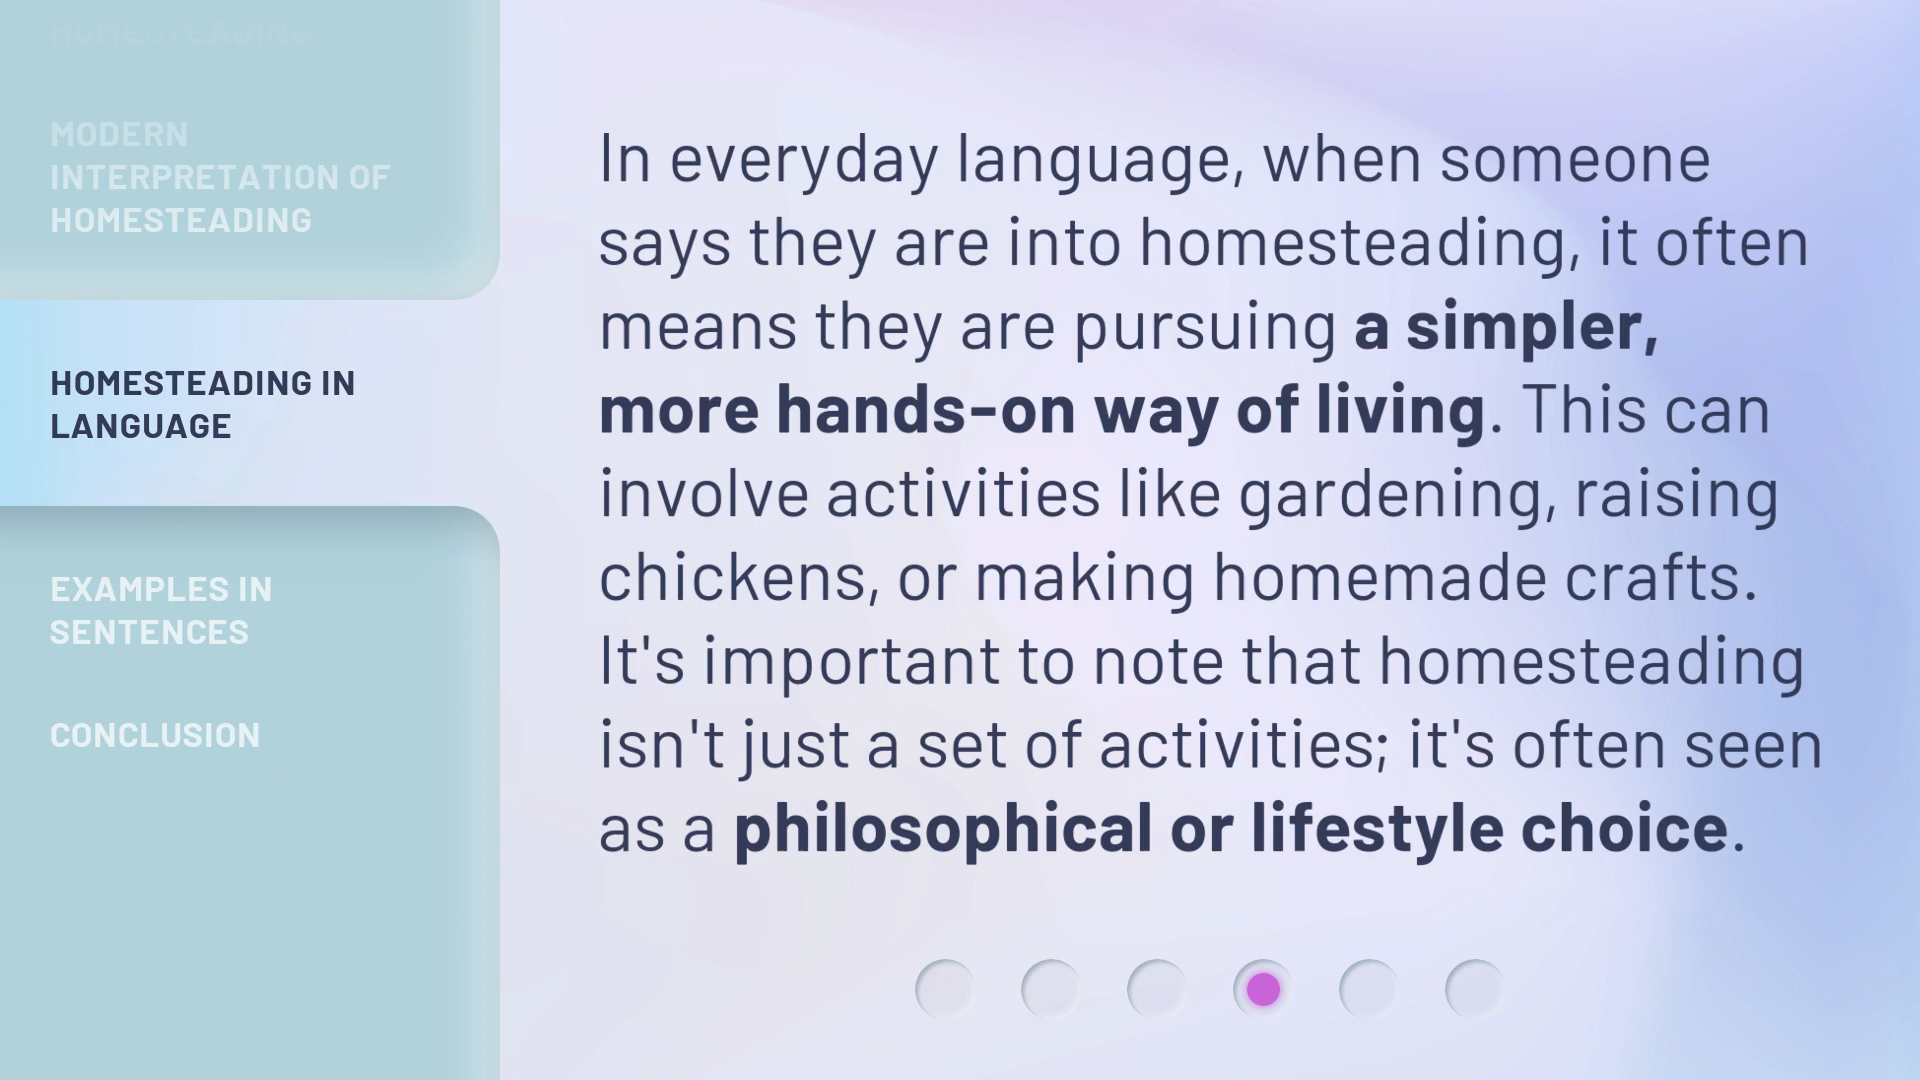 HOMESTEADING
MODERN
INTERPRETATION OF
HOMESTEADING
HOMESTEADING IN
LANGUAGE
EXAMPLES IN
SENTENCES
CONCLUSION
In everyday language, when someone
says they are into homesteading, it often
means they are pursuing a simpler,
more hands-on way of living. This can
involve activities like gardening, raising
chickens, or making homemade crafts.
It's important to note that homesteading
isn't just a set of activities; it's often seen
as a philosophical or lifestyle choice.